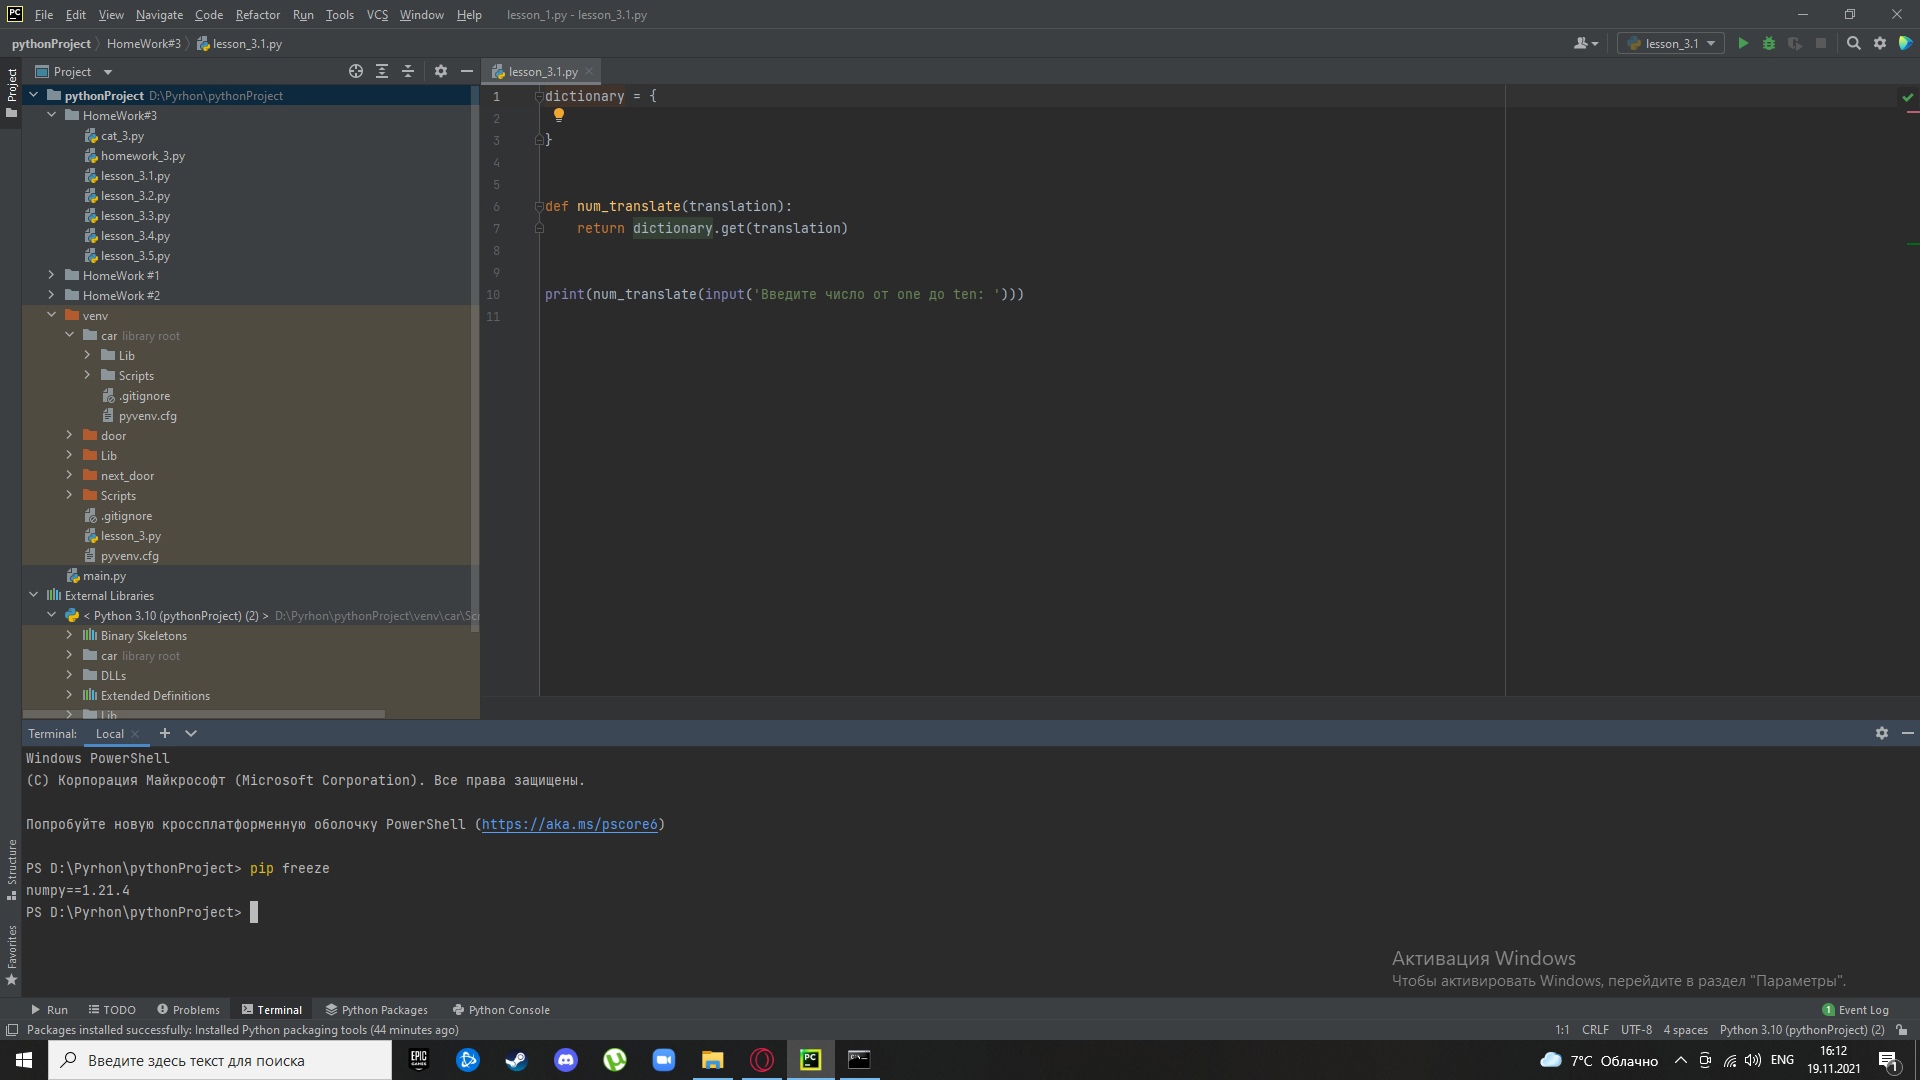 File Edit View Navigate Code Refactor Run Tools VCS Window Help lesson_1.py - lesson_3.1.py
pythonProject HomeWork#3 lesson_3.1.py
lesson_3.1
Project
Project
lesson_3.1.py
pythonProject D:\Pyrhon\pythonProject
HomeWork#3
cat_3.py
homework_3.py
lesson_3.1.py
lesson_3.2.py
lesson_3.3.py
lesson_3.4.py
lesson_3.5.py
HomeWork #1
HomeWork #2
venv
car library root
Lib
Scripts
.gitignore
pyvenv.cfg
door
Lib
next_door
Scripts
.gitignore
lesson_3.py
pyvenv.cfg
main.py
External Libraries
< Python 3.10 (pythonProject) (2) > D:\Pyrhon\pythonProject\venv\car\Scr
Binary Skeletons
car library root
DLLs
Extended Definitions
Lib
1 dictionary = {
2
3 }
4
5
6 def num_translate(translation):
7 return dictionary.get(translation)
8
9
10 print(num_translate(input('Введите число от one до ten: ')))
11
Terminal: Local
Windows PowerShell
(C) Корпорация Майкрософт (Microsoft Corporation). Все права защищены.
Попробуйте новую кроссплатформенную оболочку PowerShell (https://aka.ms/pscore6)
PS D:\Pyrhon\pythonProject> pip freeze
numpy==1.21.4
PS D:\Pyrhon\pythonProject>
Structure
Favorites
Активация Windows
Чтобы активировать Windows, перейдите в раздел "Параметры".
Run TODO Problems Terminal Python Packages Python Console 1 Event Log
Packages installed successfully: Installed Python packaging tools (44 minutes ago) 1:1 CRLF UTF-8 4 spaces Python 3.10 (pythonProject) (2)
Введите здесь текст для поиска
EPIC GAMES
PC
7°C Облачно ENG
16:12
19.11.2021
1